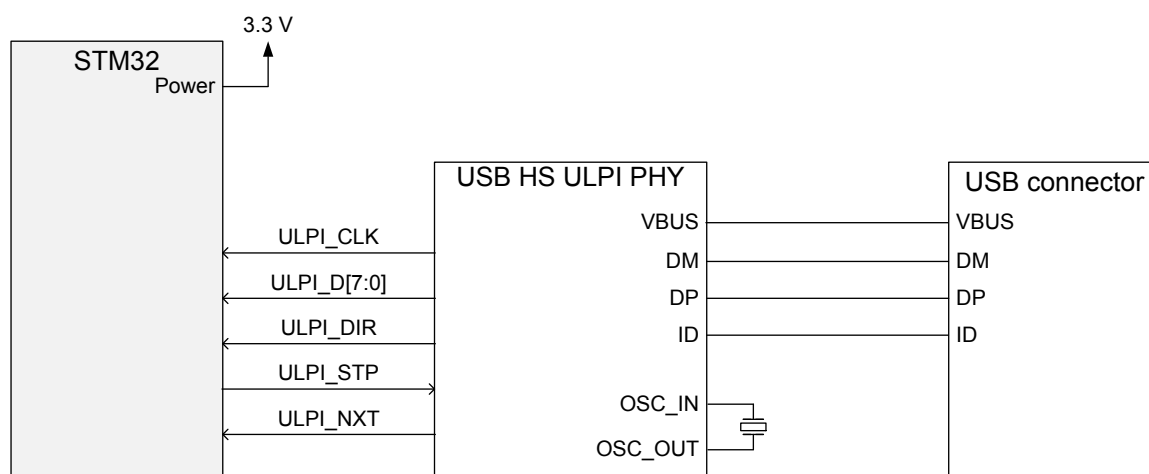 3.3 V
STM32
Power
USB HS ULPI PHY
USB connector
VBUS
VBUS
ULPI_CLK
DM
DM
ULPI_D[7:0]
DP
DP
ULPI_DIR
ID
ID
ULPI_STP
OSC_IN
ULPI_NXT
OSC_OUT